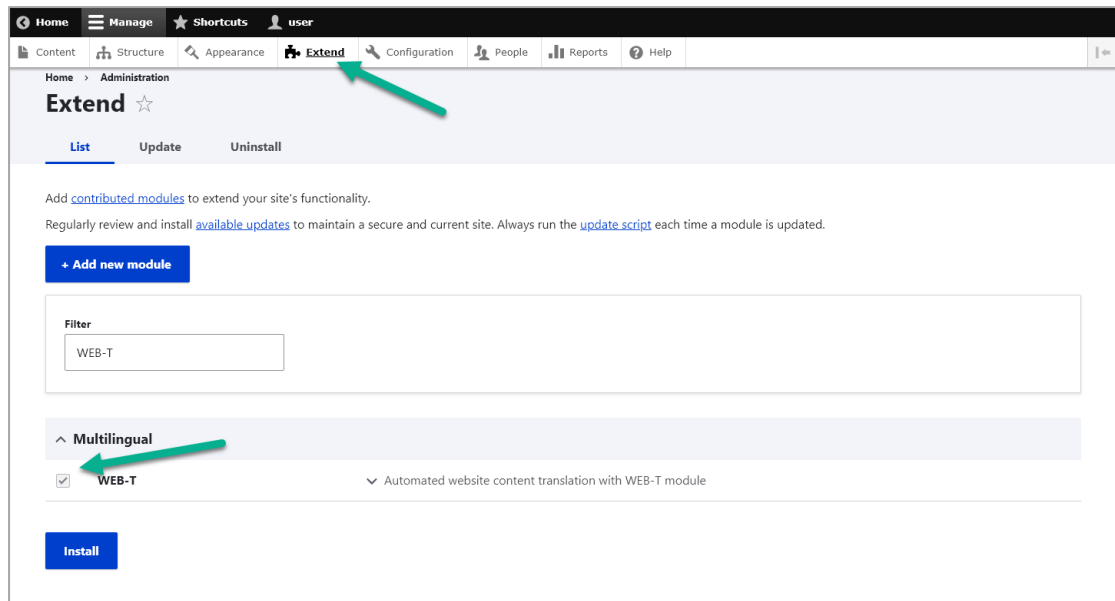 Home Manage Shortcuts user
Content Structure Appearance Extend Configuration People Reports Help
Home › Administration
Extend
List Update Uninstall
Add contributed modules to extend your site's functionality.
Regularly review and install available updates to maintain a secure and current site. Always run the update script each time a module is updated.
+ Add new module
Filter
WEB-T
Multilingual
WEB-T Automated website content translation with WEB-T module
Install